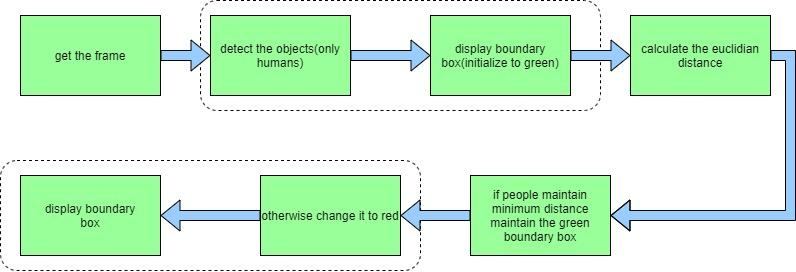 get the frame
detect the objects(only
humans)
display boundary
box(initialize to green)
calculate the euclidian
distance
if people maintain
minimum distance
maintain the green
boundary box
otherwise change it to red
display boundary
box